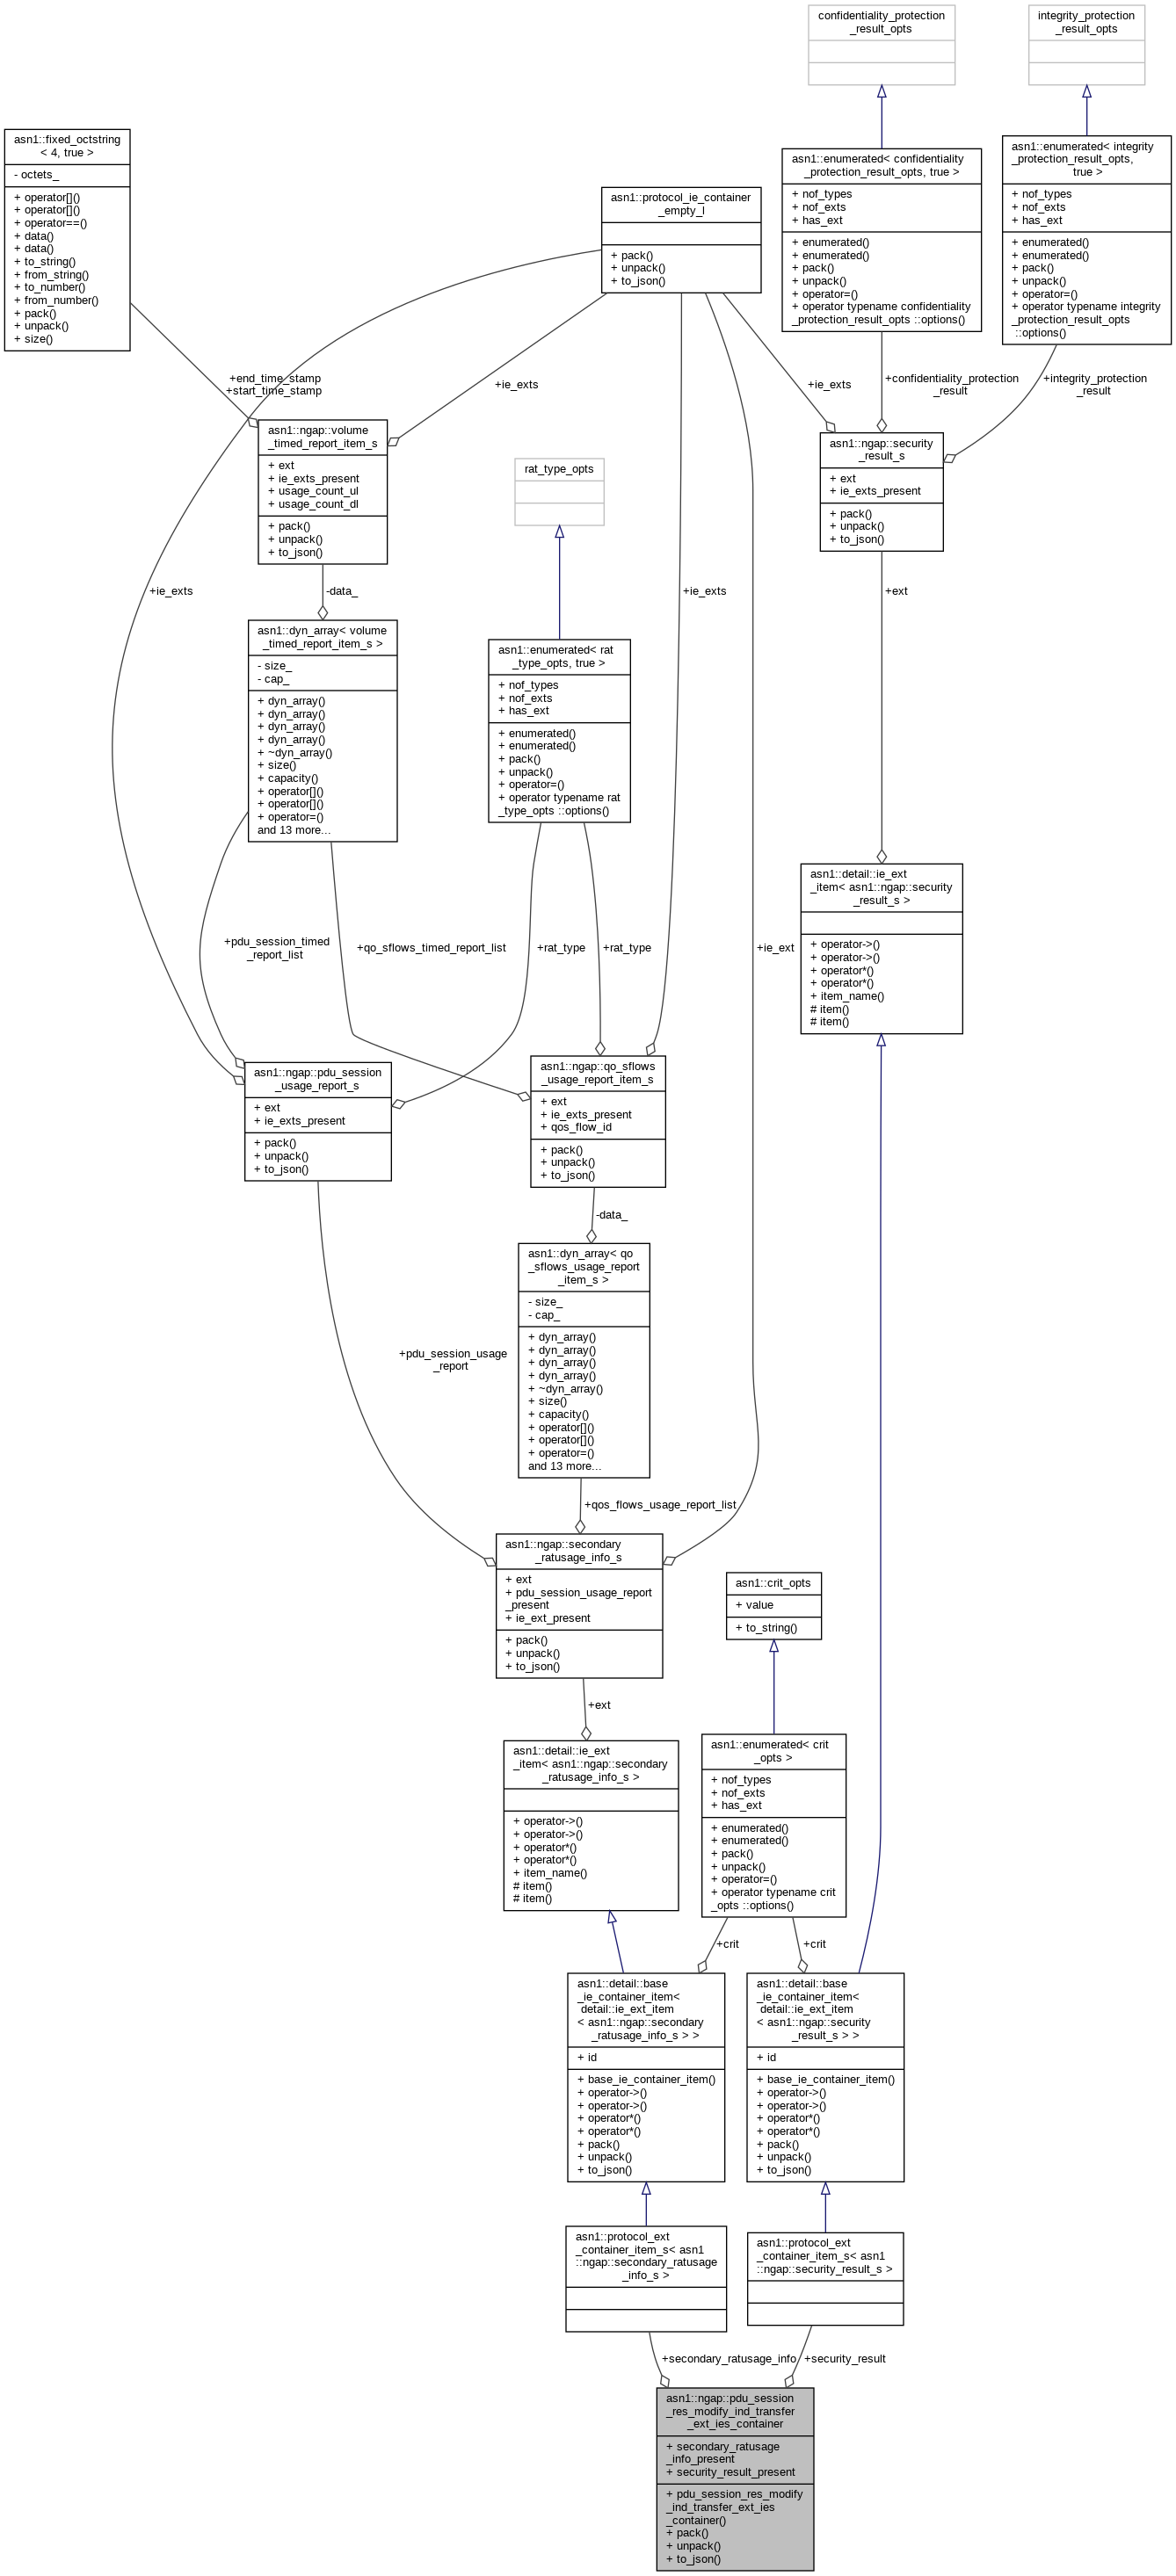 confidentiality_protection
_result_opts
integrity_protection
_result_opts
asn1::fixed_octstring
< 4, true >
- octets_
+ operator[]()
+ operator[]()
+ operator==()
+ data()
+ data()
+ to_string()
+ from_string()
+ to_number()
+ from_number()
+ pack()
+ unpack()
+ size()
asn1::enumerated< confidentiality
_protection_result_opts, true >
+ nof_types
+ nof_exts
+ has_ext
+ enumerated()
+ enumerated()
+ pack()
+ unpack()
+ operator=()
+ operator typename confidentiality
_protection_result_opts ::options()
asn1::enumerated< integrity
_protection_result_opts,
true >
+ nof_types
+ nof_exts
+ has_ext
+ enumerated()
+ enumerated()
+ pack()
+ unpack()
+ operator=()
+ operator typename integrity
_protection_result_opts
::options()
asn1::protocol_ie_container
_empty_l
+ pack()
+ unpack()
+ to_json()
+end_time_stamp
+start_time_stamp
+ie_exts
+ie_exts
+confidentiality_protection
_result
+integrity_protection
_result
asn1::ngap::volume
_timed_report_item_s
+ ext
+ ie_exts_present
+ usage_count_ul
+ usage_count_dl
+ pack()
+ unpack()
+ to_json()
rat_type_opts
asn1::ngap::security
_result_s
+ ext
+ ie_exts_present
+ pack()
+ unpack()
+ to_json()
+ie_exts
-data_
+ie_exts
+ext
asn1::dyn_array< volume
_timed_report_item_s >
- size_
- cap_
+ dyn_array()
+ dyn_array()
+ dyn_array()
+ dyn_array()
+ ~dyn_array()
+ size()
+ capacity()
+ operator[]()
+ operator[]()
+ operator=()
and 13 more...
asn1::enumerated< rat
_type_opts, true >
+ nof_types
+ nof_exts
+ has_ext
+ enumerated()
+ enumerated()
+ pack()
+ unpack()
+ operator=()
+ operator typename rat
_type_opts ::options()
asn1::detail::ie_ext
_item< asn1::ngap::security
_result_s >
+ operator->()
+ operator->()
+ operator*()
+ operator*()
+ item_name()
# item()
# item()
+pdu_session_timed
_report_list
+qo_sflows_timed_report_list
+rat_type
+rat_type
+ie_ext
asn1::ngap::pdu_session
_usage_report_s
+ ext
+ ie_exts_present
+ pack()
+ unpack()
+ to_json()
asn1::ngap::qo_sflows
_usage_report_item_s
+ ext
+ ie_exts_present
+ qos_flow_id
+ pack()
+ unpack()
+ to_json()
-data_
asn1::dyn_array< qo
_sflows_usage_report
_item_s >
- size_
- cap_
+ dyn_array()
+ dyn_array()
+ dyn_array()
+ dyn_array()
+ ~dyn_array()
+ size()
+ capacity()
+ operator[]()
+ operator[]()
+ operator=()
and 13 more...
+pdu_session_usage
_report
+qos_flows_usage_report_list
asn1::ngap::secondary
_ratusage_info_s
+ ext
+ pdu_session_usage_report
_present
+ ie_ext_present
+ pack()
+ unpack()
+ to_json()
asn1::crit_opts
+ value
+ to_string()
+ext
asn1::detail::ie_ext
_item< asn1::ngap::secondary
_ratusage_info_s >
+ operator->()
+ operator->()
+ operator*()
+ operator*()
+ item_name()
# item()
# item()
asn1::enumerated< crit
_opts >
+ nof_types
+ nof_exts
+ has_ext
+ enumerated()
+ enumerated()
+ pack()
+ unpack()
+ operator=()
+ operator typename crit
_opts ::options()
+crit
+crit
asn1::detail::base
_ie_container_item<
detail::ie_ext_item
< asn1::ngap::secondary
_ratusage_info_s > >
+ id
+ base_ie_container_item()
+ operator->()
+ operator->()
+ operator*()
+ operator*()
+ pack()
+ unpack()
+ to_json()
asn1::detail::base
_ie_container_item<
detail::ie_ext_item
< asn1::ngap::security
_result_s > >
+ id
+ base_ie_container_item()
+ operator->()
+ operator->()
+ operator*()
+ operator*()
+ pack()
+ unpack()
+ to_json()
asn1::protocol_ext
_container_item_s< asn1
::ngap::secondary_ratusage
_info_s >
asn1::protocol_ext
_container_item_s< asn1
::ngap::security_result_s >
+secondary_ratusage_info
+security_result
asn1::ngap::pdu_session
_res_modify_ind_transfer
_ext_ies_container
+ secondary_ratusage
_info_present
+ security_result_present
+ pdu_session_res_modify
_ind_transfer_ext_ies
_container()
+ pack()
+ unpack()
+ to_json()